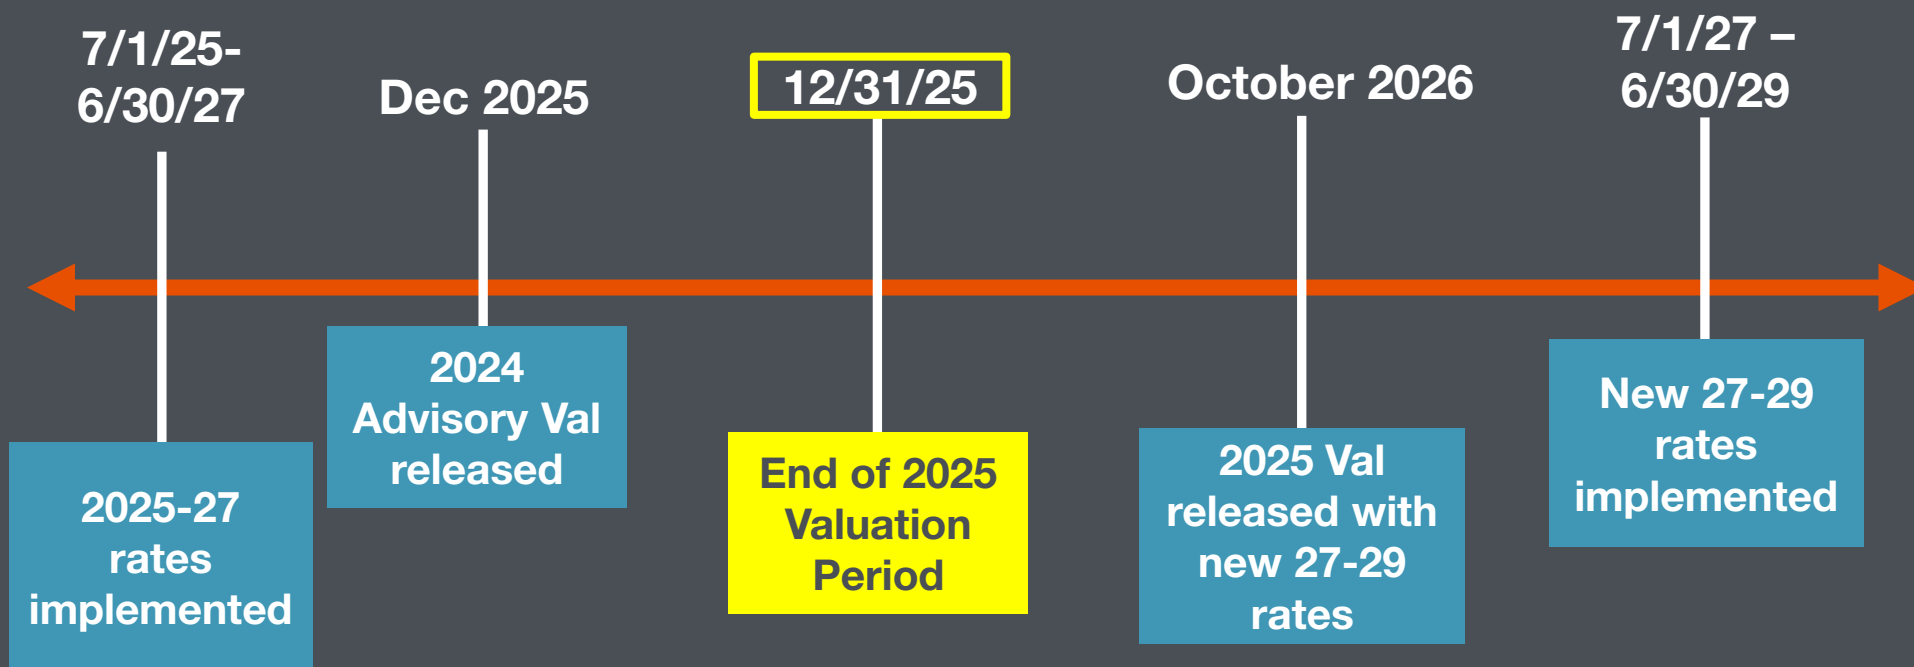 7/1/25-
6/30/27
2025-27
rates
implemented
Dec 2025
2024
Advisory Val
released
12/31/25
End of 2025
Valuation
Period
October 2026
2025 Val
released with
new 27-29
rates
7/1/27 –
6/30/29
New 27-29
rates
implemented